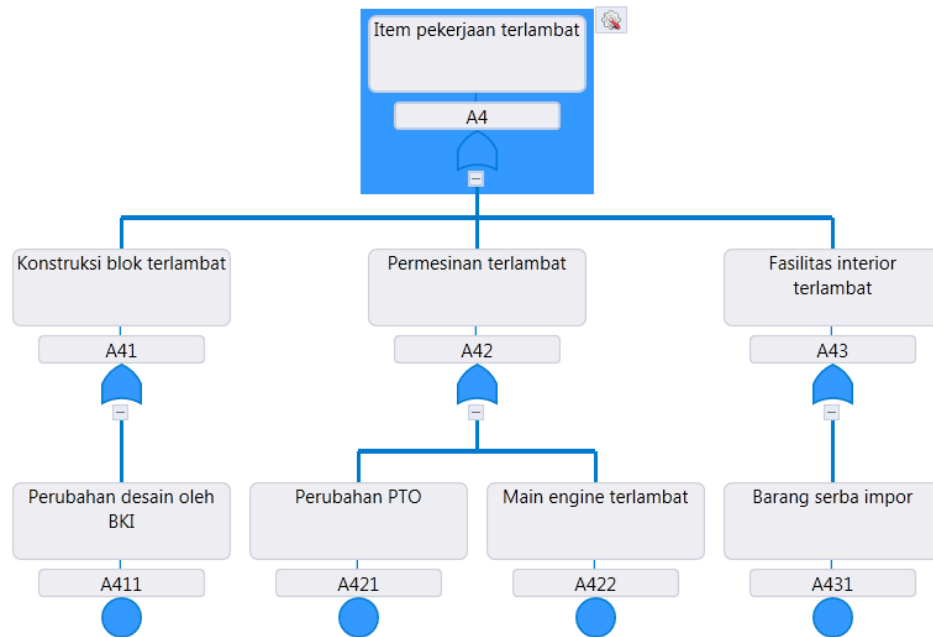 Item pekerjaan terlambat
A4
Konstruksi blok terlambat
Permesinan terlambat
Fasilitas interior
terlambat
A41
A42
A43
Perubahan desain oleh
BKI
Perubahan PTO
Main engine terlambat
Barang serba impor
A411
A421
A422
A431